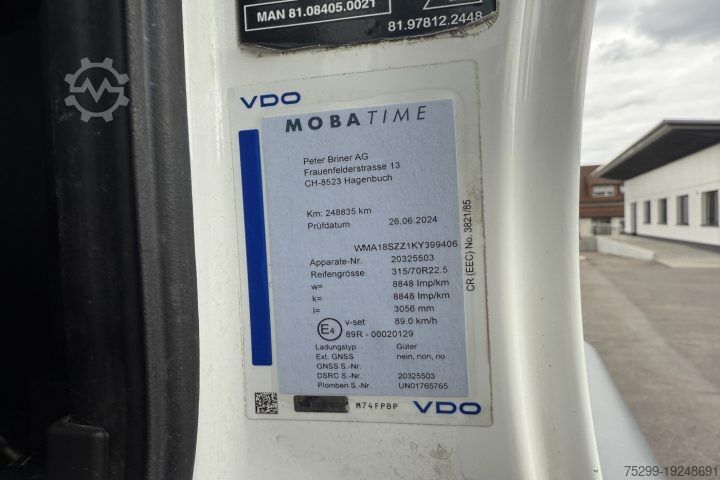 MAN 81.08405.0021
81.97812.2448
VDO
MOBATIME
Peter Briner AG
Frauenfelderstrasse 13
CH-8523 Hagenbuch
Km: 248835 km
Prüfdatum 26.06.2024
WMA18SZZ1KY399406
Apparate-Nr. 20325503
Reifengrösse 315/70R22.5
w= 8848 Imp/km
k= 8848 Imp/km
l= 3056 mm
E4 v-set 89.0 km/h
89R - 00020129
Ladungstyp Güter
Ext. GNSS nein, non, no
GNSS S.-Nr.
DSRC S.-Nr. 20325503
Plomben S.-Nr. UN01765765
CR (EEC) No. 3821/85
M74FPBP VDO
75299-19248691